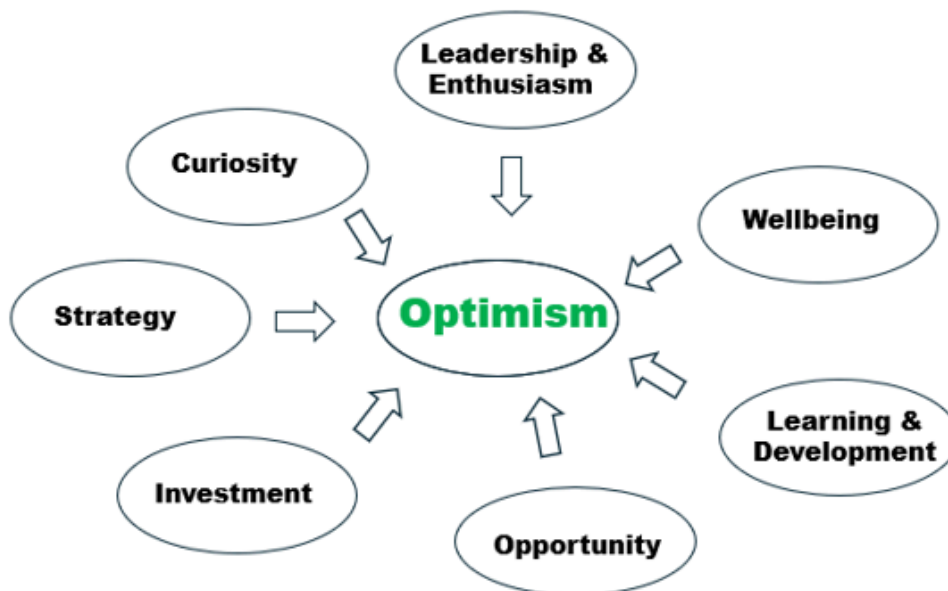 Leadership &
Enthusiasm
Curiosity
Wellbeing
Optimism
Strategy
Learning &
Development
Investment
Opportunity